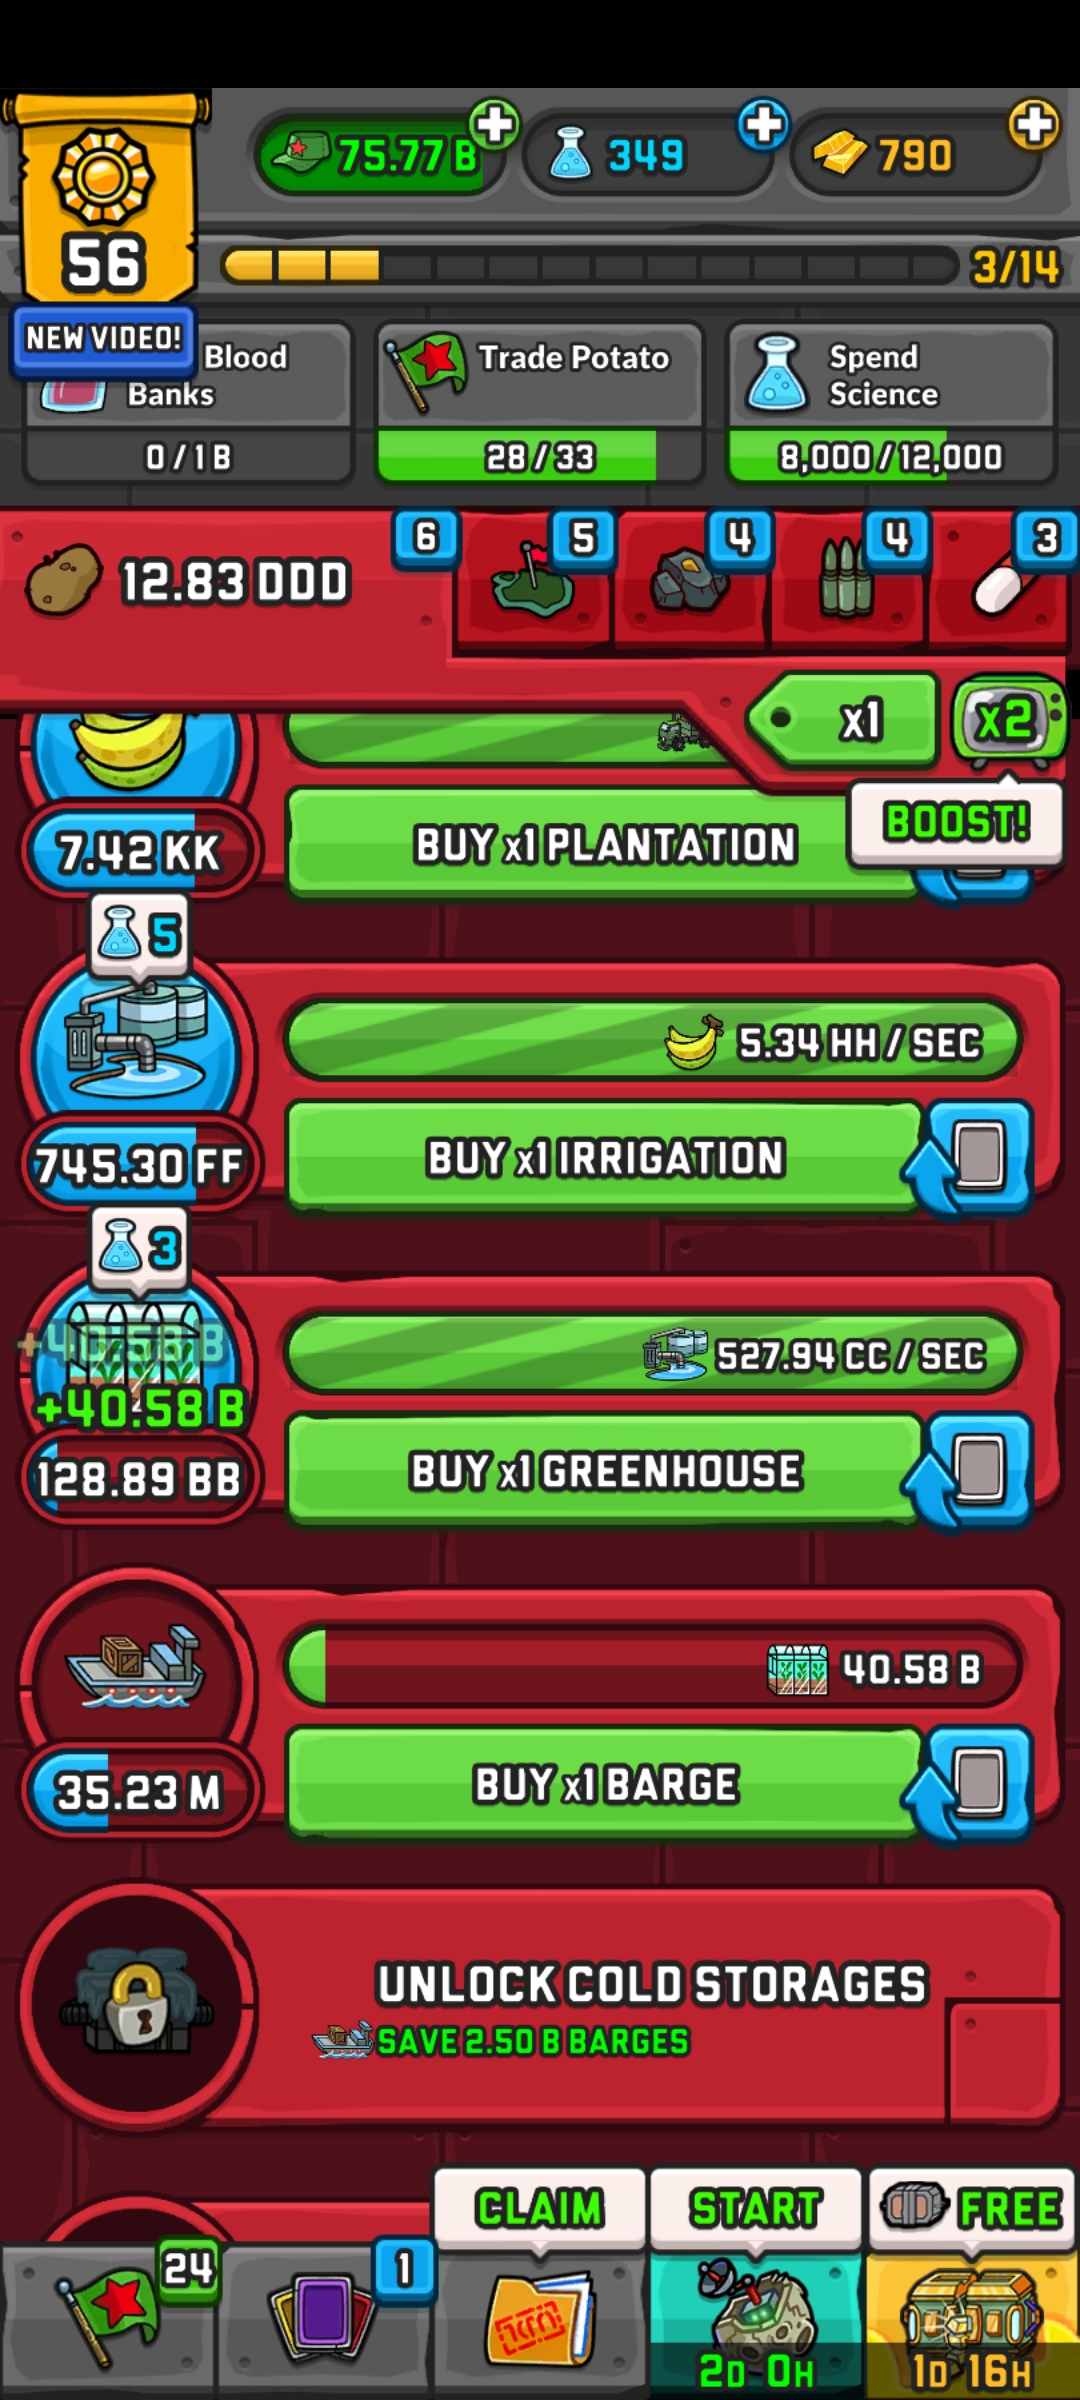 75.77 B
349
790
56
3/14
NEW VIDEO!
Blood
Banks
0 / 1 B
Trade Potato
28 / 33
Spend
Science
8,000 / 12,000
12.83 DDD
6
5
4
4
3
x1
x2
BOOST!
7.42 KK
BUY x1 PLANTATION
5
5.34 HH / SEC
745.30 FF
BUY x1 IRRIGATION
3
527.94 CC / SEC
+40.58 B
+40.58 B
128.89 BB
BUY x1 GREENHOUSE
40.58 B
35.23 M
BUY x1 BARGE
UNLOCK COLD STORAGES
SAVE 2.50 B BARGES
CLAIM
START
FREE
24
1
2D 0H
1D 16H